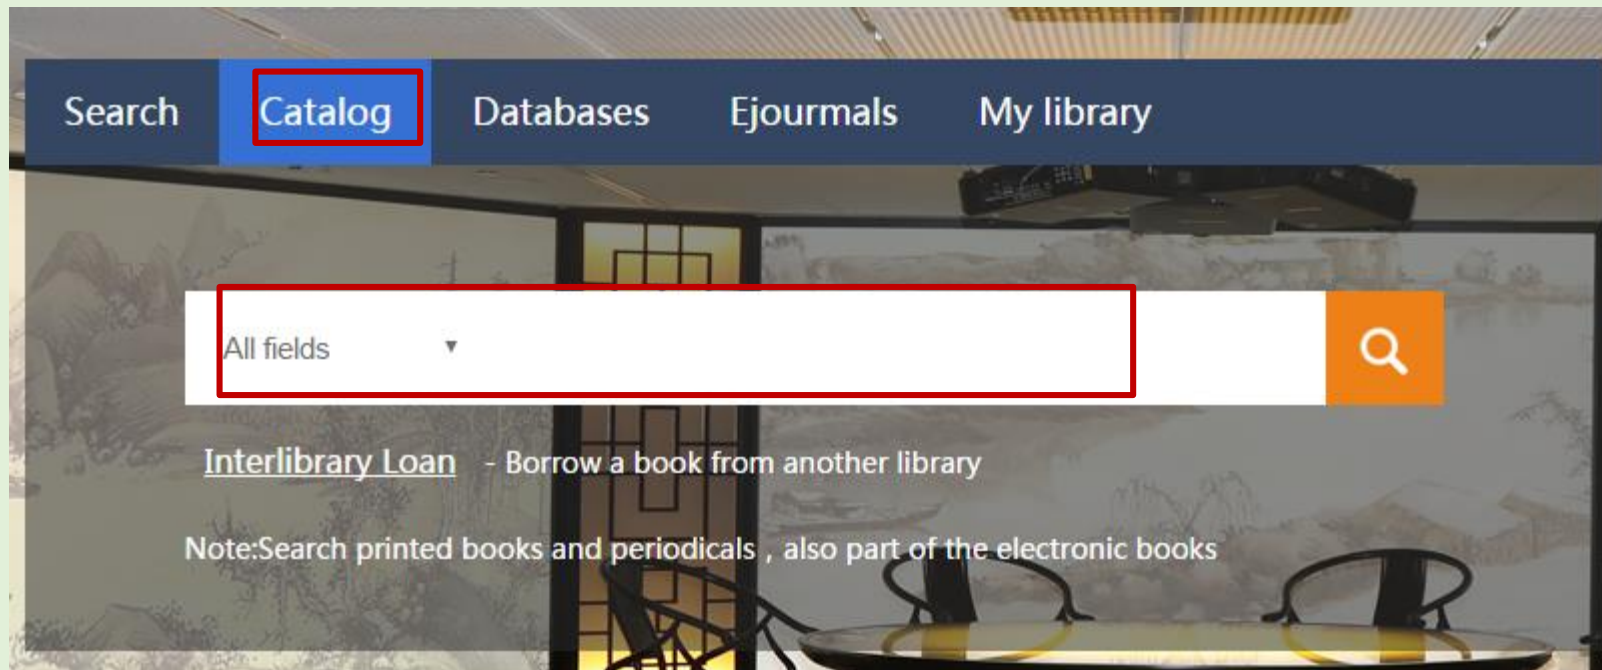 Search Catalog Databases Ejourmals My library
All fields
Interlibrary Loan - Borrow a book from another library
Note:Search printed books and periodicals , also part of the electronic books